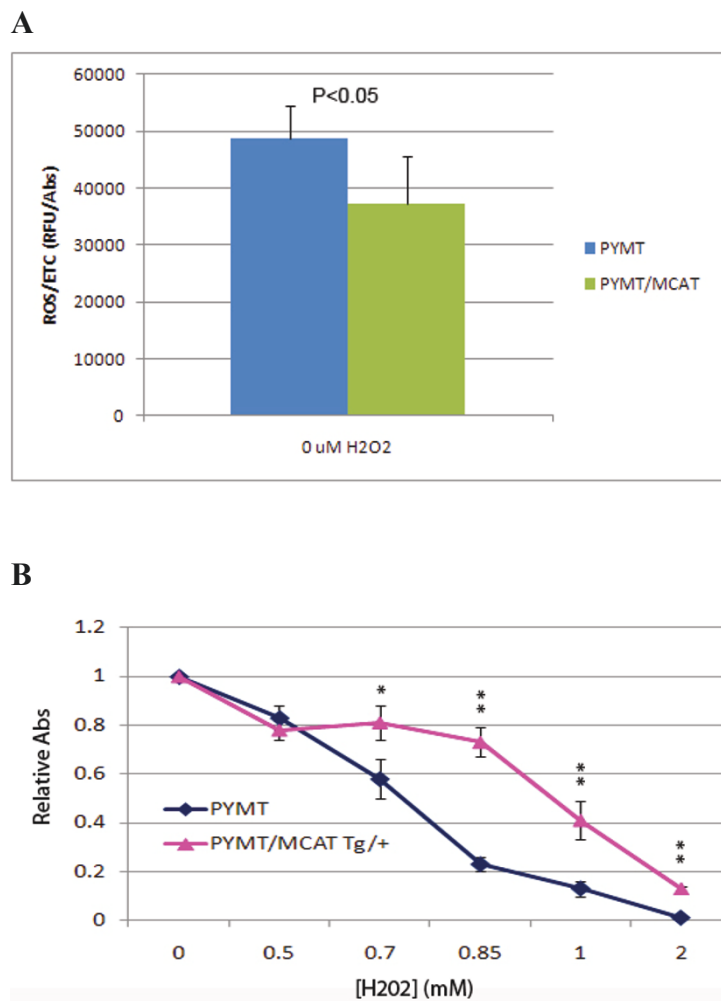 A
60000
P<0.05
50000
40000
30000
20000
10000
0
ROS/ETC (RFU/Abs)
PYMT
PYMT/MCAT
0 uM H2O2
B
1.2
1
0.8
0.6
0.4
0.2
0
Relative Abs
*
**
**
**
PYMT
PYMT/MCAT Tg/+
0 0.5 0.7 0.85 1 2
[H202] (mM)